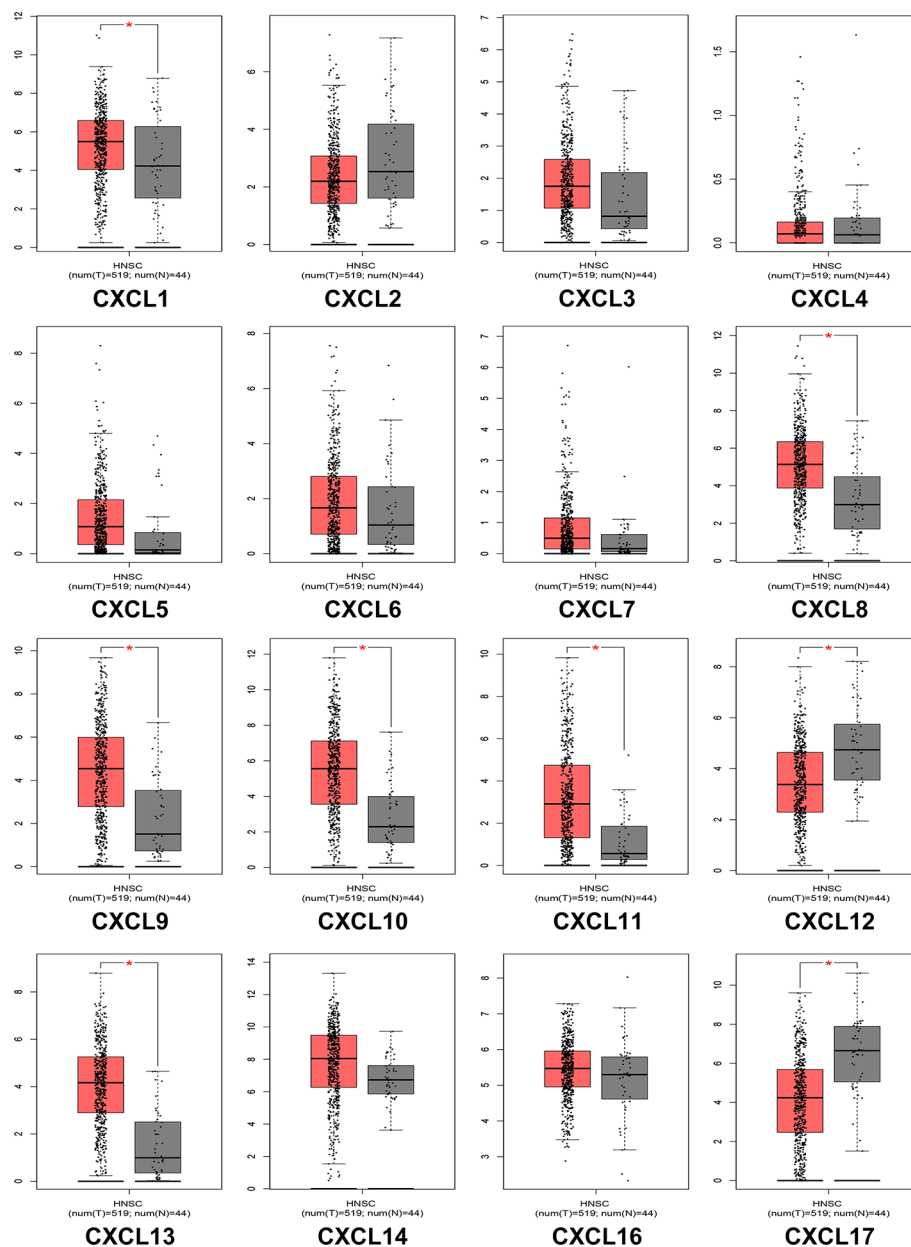 12
10
8
6
4
2
0
*
HNSC
(num(T)=519; num(N)=44)
CXCL1
6
4
2
0
HNSC
(num(T)=519; num(N)=44)
CXCL2
7
6
5
4
3
2
1
0
HNSC
(num(T)=519; num(N)=44)
CXCL3
1.5
1.0
0.5
0.0
HNSC
(num(T)=519; num(N)=44)
CXCL4
8
6
4
2
0
HNSC
(num(T)=519; num(N)=44)
CXCL5
8
6
4
2
0
HNSC
(num(T)=519; num(N)=44)
CXCL6
7
6
5
4
3
2
1
0
HNSC
(num(T)=519; num(N)=44)
CXCL7
12
10
8
6
4
2
0
*
HNSC
(num(T)=519; num(N)=44)
CXCL8
10
8
6
4
2
0
*
HNSC
(num(T)=519; num(N)=44)
CXCL9
12
10
8
6
4
2
0
*
HNSC
(num(T)=519; num(N)=44)
CXCL10
10
8
6
4
2
0
*
HNSC
(num(T)=519; num(N)=44)
CXCL11
8
6
4
2
0
*
HNSC
(num(T)=519; num(N)=44)
CXCL12
8
6
4
2
0
*
HNSC
(num(T)=519; num(N)=44)
CXCL13
14
12
10
8
6
4
2
0
HNSC
(num(T)=519; num(N)=44)
CXCL14
8
7
6
5
4
3
HNSC
(num(T)=519; num(N)=44)
CXCL16
10
8
6
4
2
0
*
HNSC
(num(T)=519; num(N)=44)
CXCL17